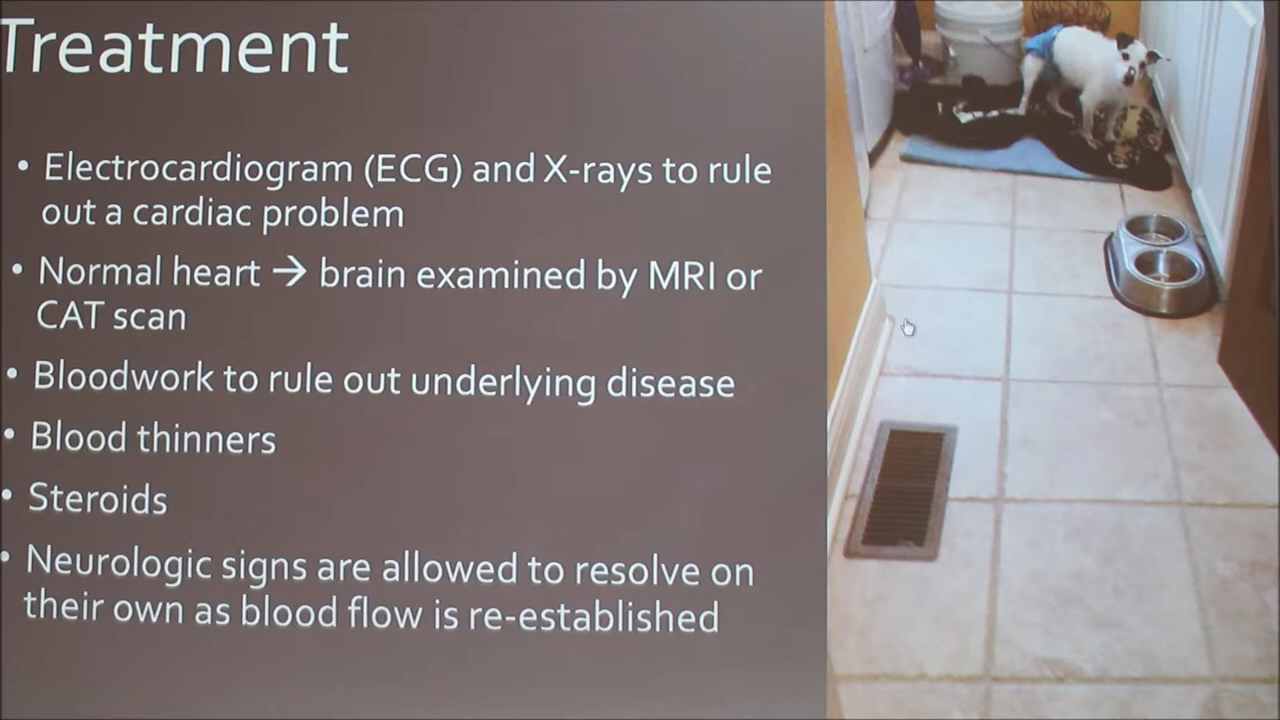 Treatment
• Electrocardiogram (ECG) and X-rays to rule
out a cardiac problem
• Normal heart → brain examined by MRI or
CAT scan
• Bloodwork to rule out underlying disease
• Blood thinners
• Steroids
• Neurologic signs are allowed to resolve on
their own as blood flow is re-established